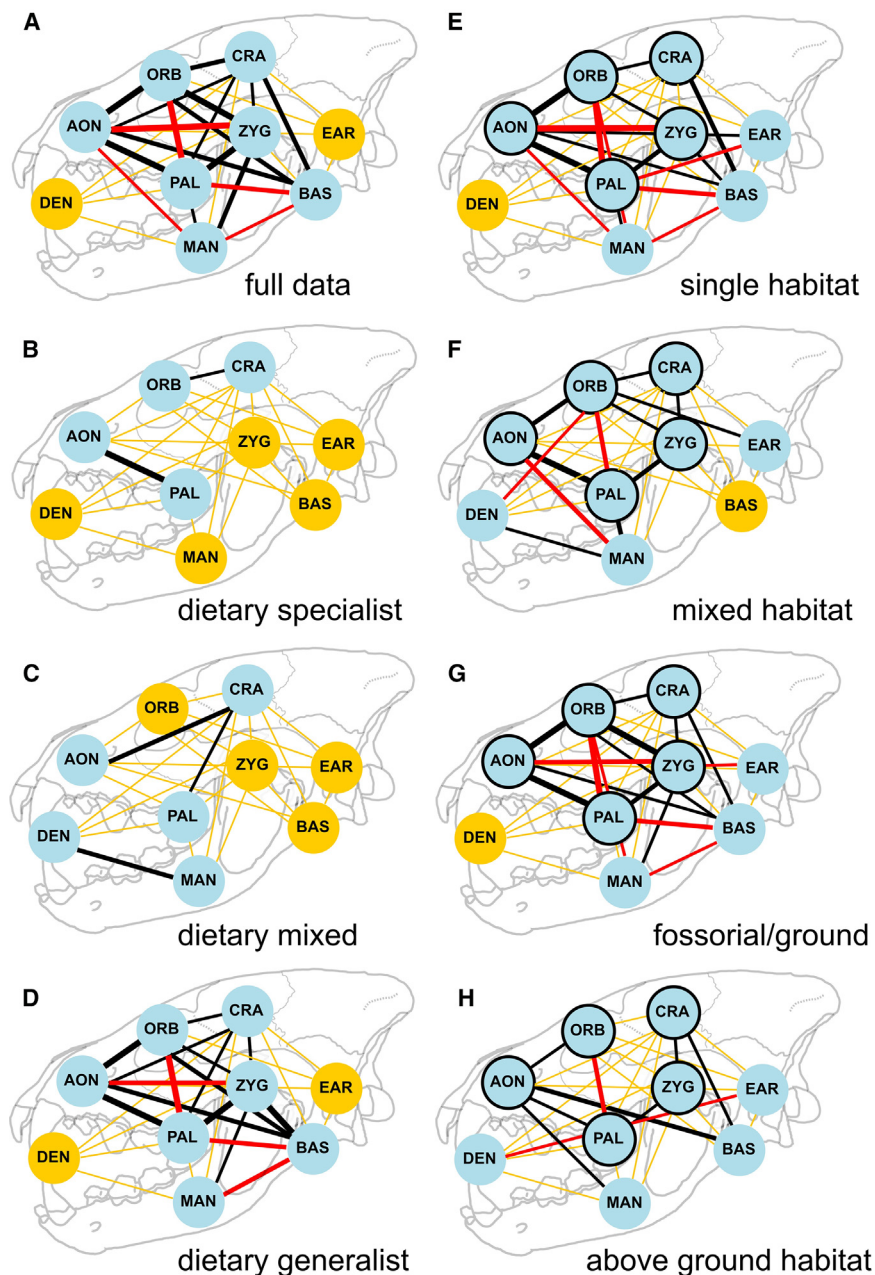 A
CRA
ORB
AON
ZYG
EAR
PAL
BAS
DEN
MAN
full data
B
CRA
ORB
AON
ZYG
EAR
PAL
BAS
DEN
MAN
dietary specialist
C
CRA
ORB
AON
ZYG
EAR
PAL
BAS
DEN
MAN
dietary mixed
D
CRA
ORB
AON
ZYG
EAR
PAL
BAS
DEN
MAN
dietary generalist
E
CRA
ORB
AON
ZYG
EAR
PAL
BAS
DEN
MAN
single habitat
F
CRA
ORB
AON
ZYG
EAR
PAL
BAS
DEN
MAN
mixed habitat
G
CRA
ORB
AON
ZYG
EAR
PAL
BAS
DEN
MAN
fossorial/ground
H
CRA
ORB
AON
ZYG
EAR
PAL
BAS
DEN
MAN
above ground habitat